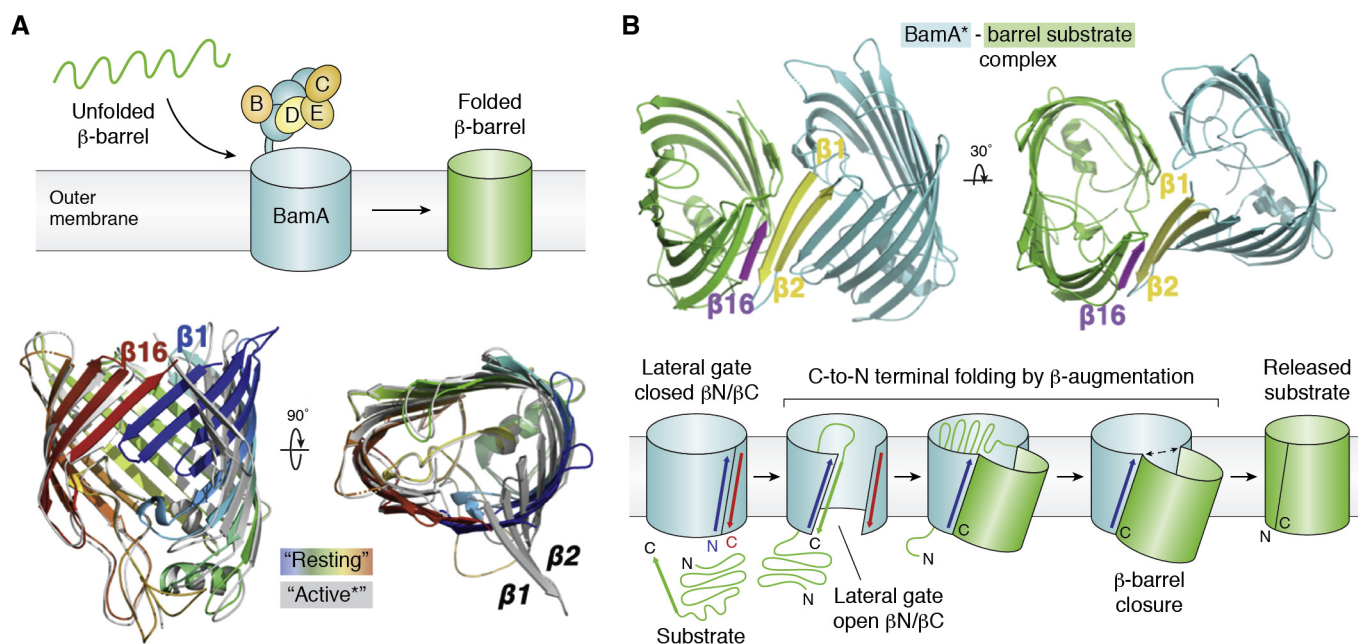 A
Unfolded
β-barrel
B
C
D
E
Folded
β-barrel
Outer
membrane
BamA
β16
β1
90°
"Resting"
"Active*"
β2
β1
B
BamA* - barrel substrate
complex
β1
β2
β16
30°
β1
β2
β16
Lateral gate
closed βN/βC
C-to-N terminal folding by β-augmentation
Released
substrate
N
C
C
N
Substrate
C
N
Lateral gate
open βN/βC
C
N
C
β-barrel
closure
C
N